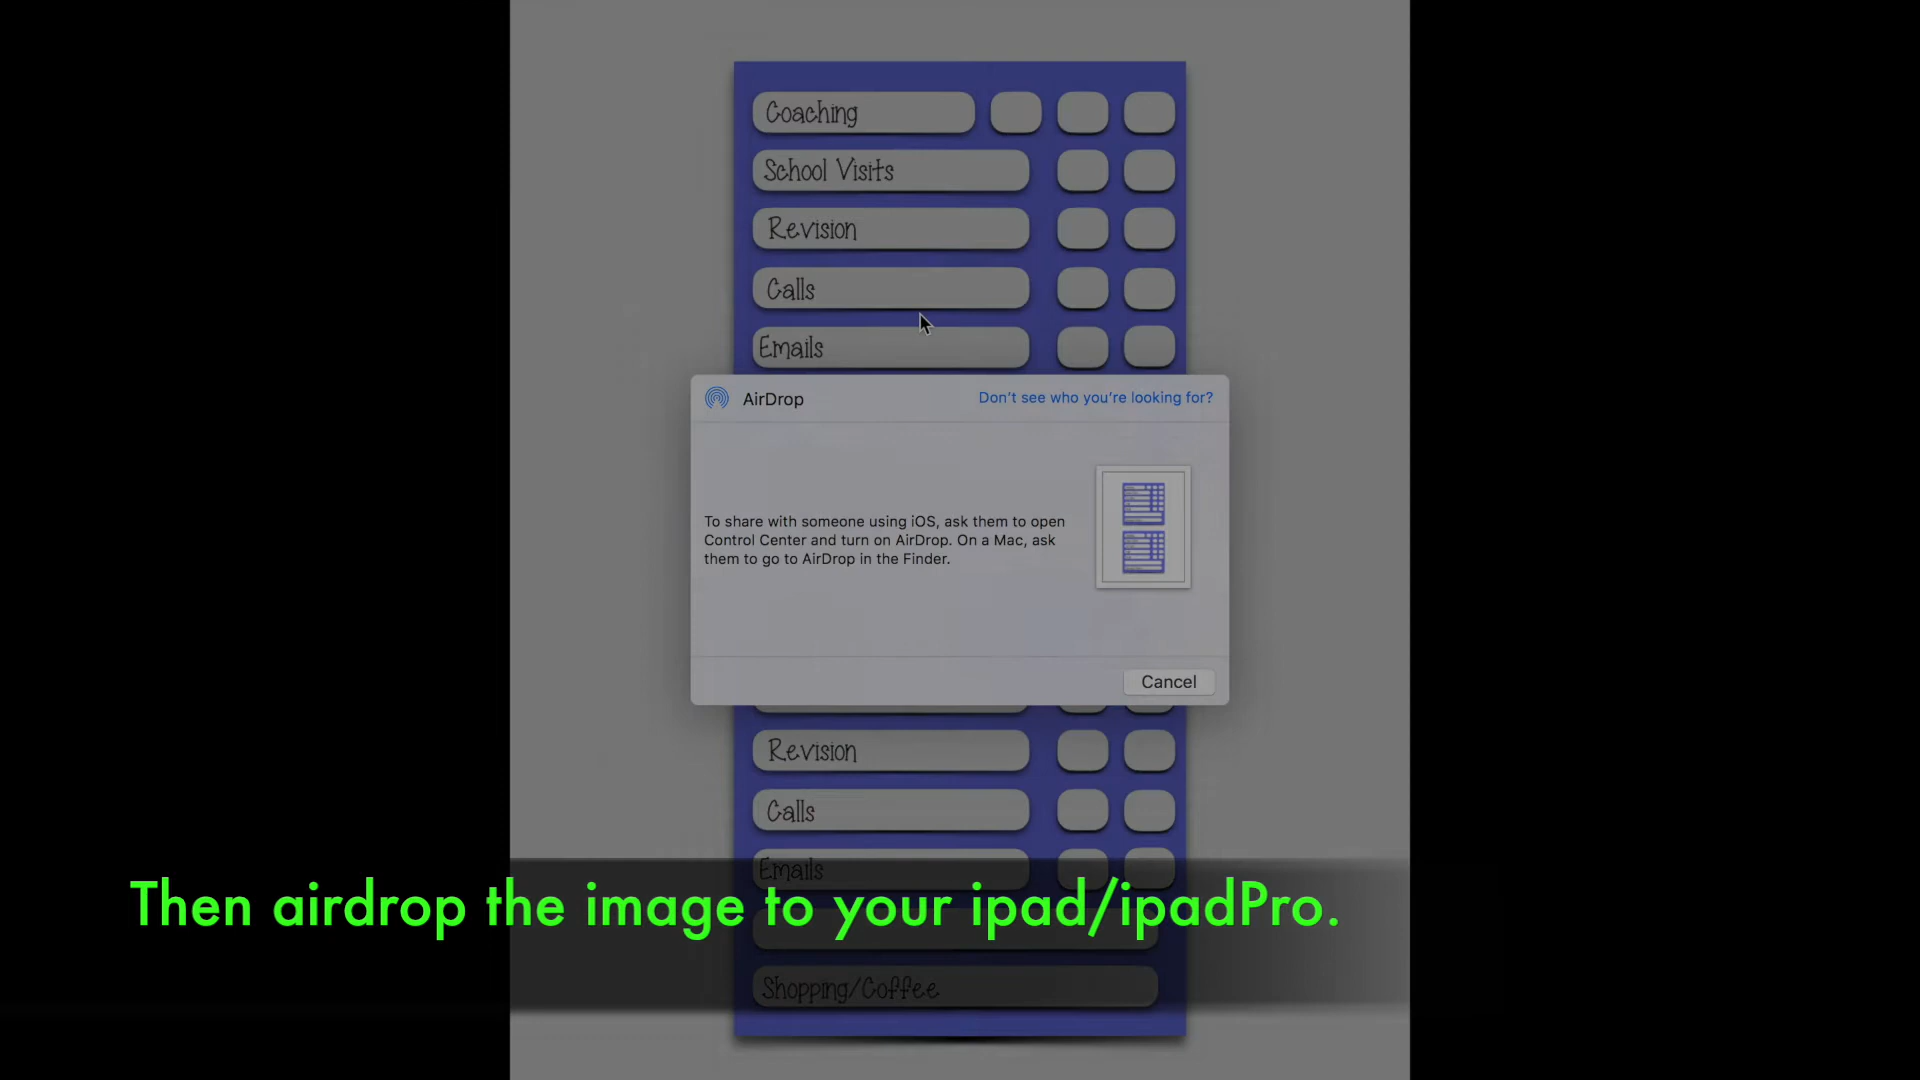 Coaching
School Visits
Revision
Calls
Emails
AirDrop
Don't see who you're looking for?
To share with someone using iOS, ask them to open
Control Center and turn on AirDrop. On a Mac, ask
them to go to AirDrop in the Finder.
Cancel
Revision
Calls
Emails
Then airdrop the image to your ipad/ipadPro.
Shopping/Coffee